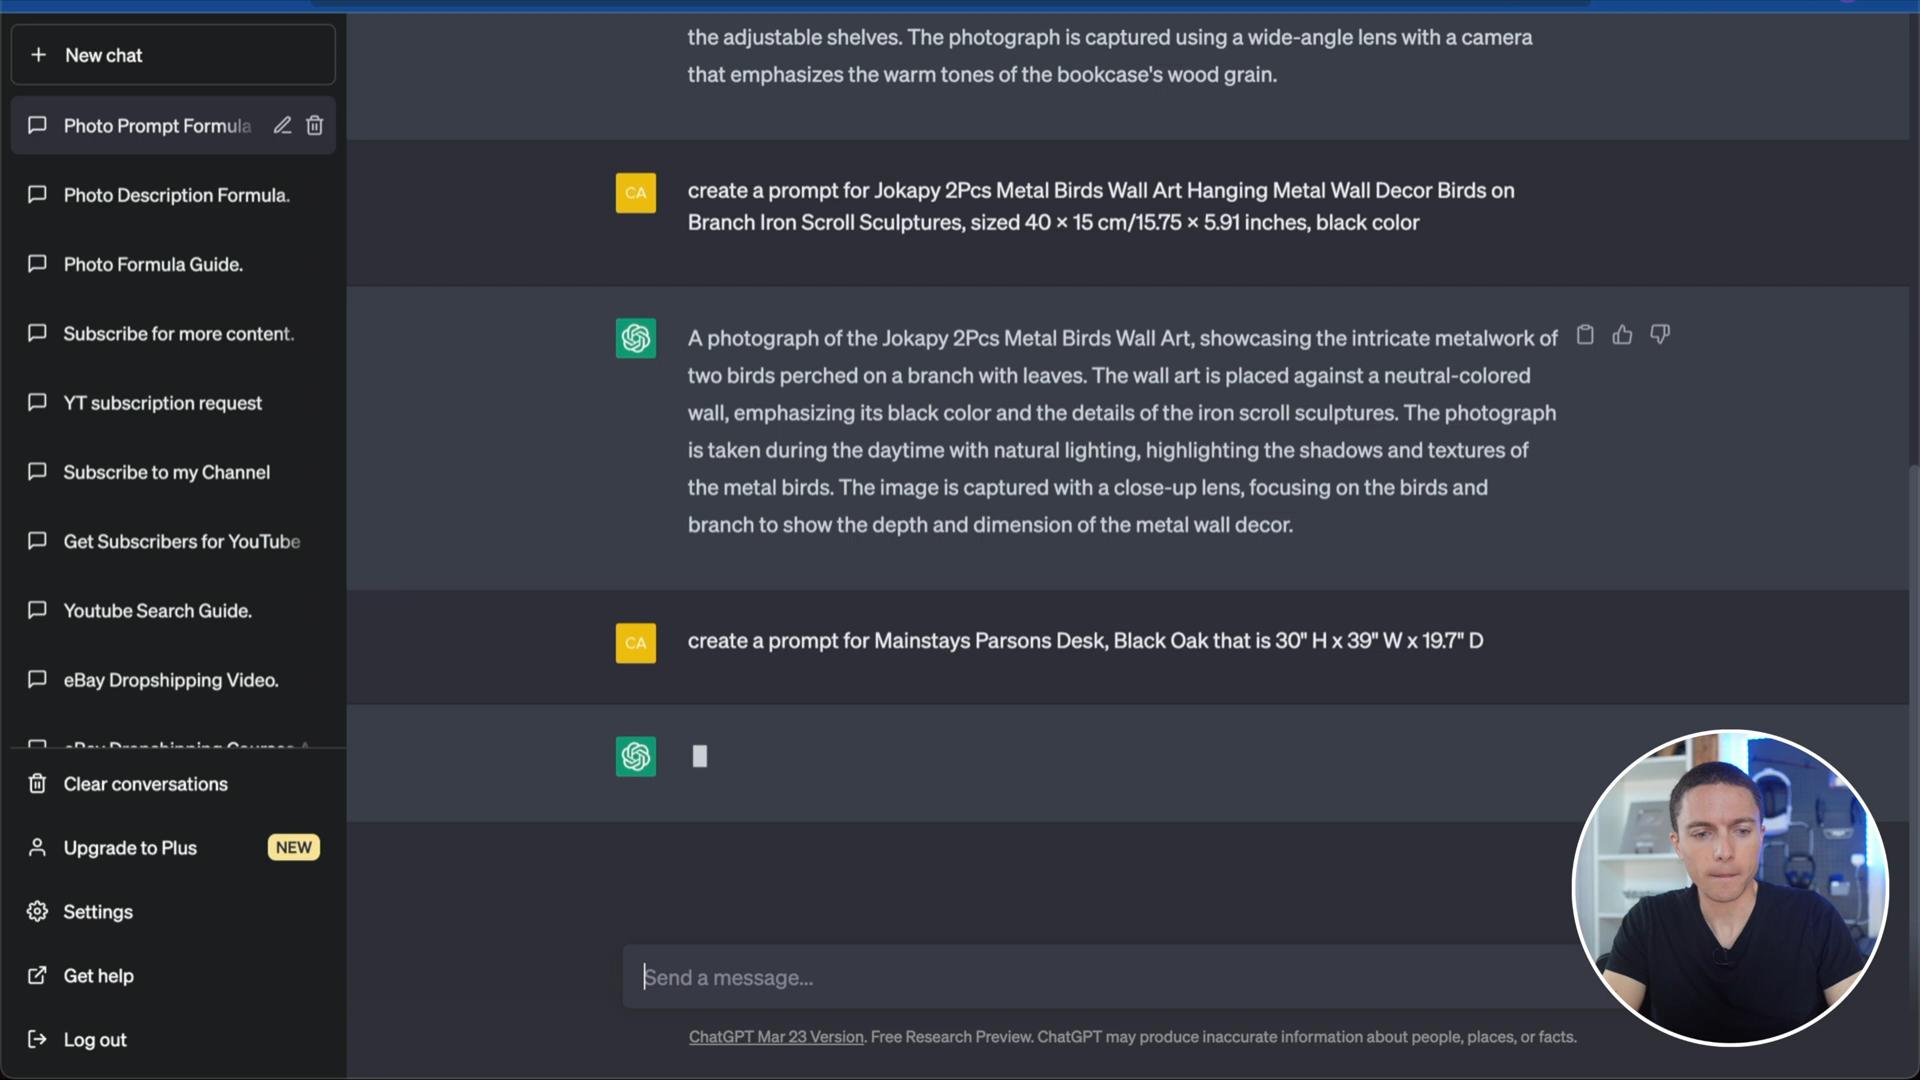 New chat
Photo Prompt Formula
Photo Description Formula.
Photo Formula Guide.
Subscribe for more content.
YT subscription request
Subscribe to my Channel
Get Subscribers for YouTube
Youtube Search Guide.
eBay Dropshipping Video.
Clear conversations
Upgrade to Plus NEW
Settings
Get help
Log out
the adjustable shelves. The photograph is captured using a wide-angle lens with a camera
that emphasizes the warm tones of the bookcase's wood grain.
CA
create a prompt for Jokapy 2Pcs Metal Birds Wall Art Hanging Metal Wall Decor Birds on
Branch Iron Scroll Sculptures, sized 40 × 15 cm/15.75 × 5.91 inches, black color
A photograph of the Jokapy 2Pcs Metal Birds Wall Art, showcasing the intricate metalwork of
two birds perched on a branch with leaves. The wall art is placed against a neutral-colored
wall, emphasizing its black color and the details of the iron scroll sculptures. The photograph
is taken during the daytime with natural lighting, highlighting the shadows and textures of
the metal birds. The image is captured with a close-up lens, focusing on the birds and
branch to show the depth and dimension of the metal wall decor.
CA
create a prompt for Mainstays Parsons Desk, Black Oak that is 30" H x 39" W x 19.7" D
Send a message...
ChatGPT Mar 23 Version. Free Research Preview. ChatGPT may produce inaccurate information about people, places, or facts.